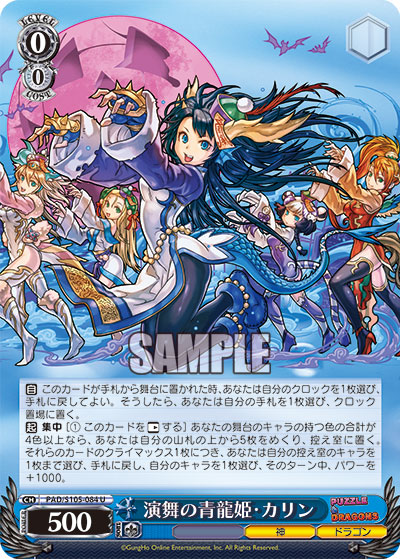 LEVEL
0
0
COST
SAMPLE
自 このカードが手札から舞台に置かれた時、あなたは自分のクロックを1枚選び、
手札に戻してよい。そうしたら、あなたは自分の手札を1枚選び、クロック
置場に置く。
起 集中 [① このカードを する] あなたの舞台のキャラの持つ色の合計が
4色以上なら、あなたは自分の山札の上から5枚をめくり、控え室に置く。
それらのカードのクライマックス1枚につき、あなたは自分の控え室のキャラを
1枚まで選び、手札に戻し、自分のキャラを1枚選び、そのターン中、パワーを
+1000。
CH PAD/S105-084 U
500
演舞の青龍姫・カリン
神 ドラゴン
PUZZLE & DRAGONS
©GungHo Online Entertainment, Inc. All Rights Reserved.